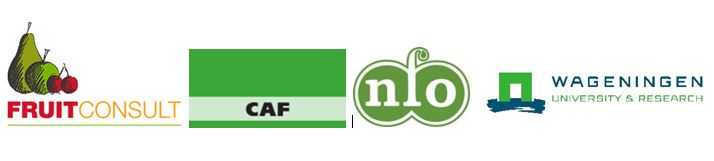 FRUITCONSULT
CAF
nfo
WAGENINGEN
UNIVERSITY & RESEARCH